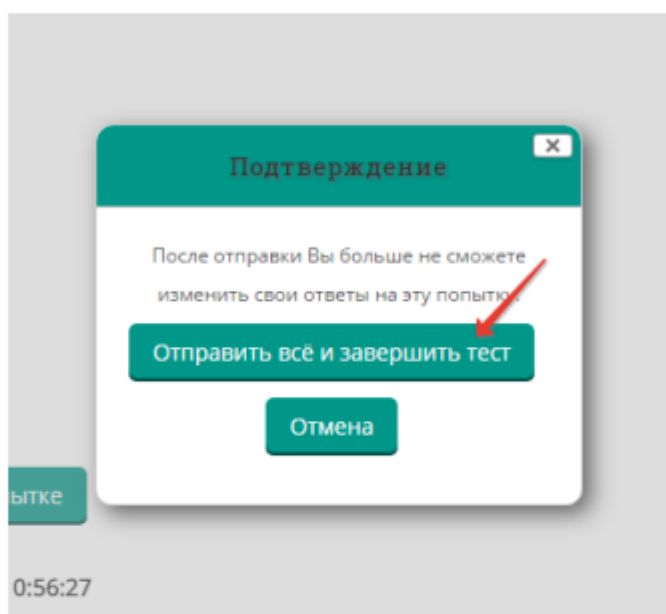 Подтверждение
После отправки Вы больше не сможете
изменить свои ответы на эту попытку.
Отправить всё и завершить тест
Отмена
ытке
0:56:27